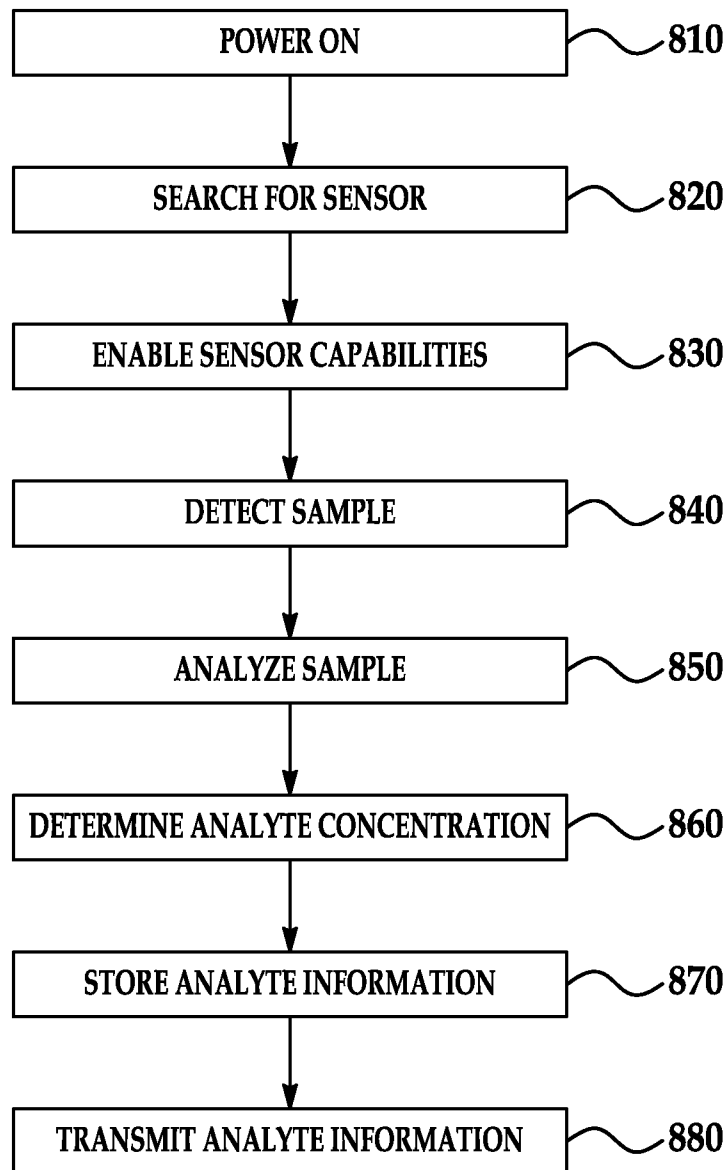 POWER ON 810
SEARCH FOR SENSOR 820
ENABLE SENSOR CAPABILITIES 830
DETECT SAMPLE 840
ANALYZE SAMPLE 850
DETERMINE ANALYTE CONCENTRATION 860
STORE ANALYTE INFORMATION 870
TRANSMIT ANALYTE INFORMATION 880